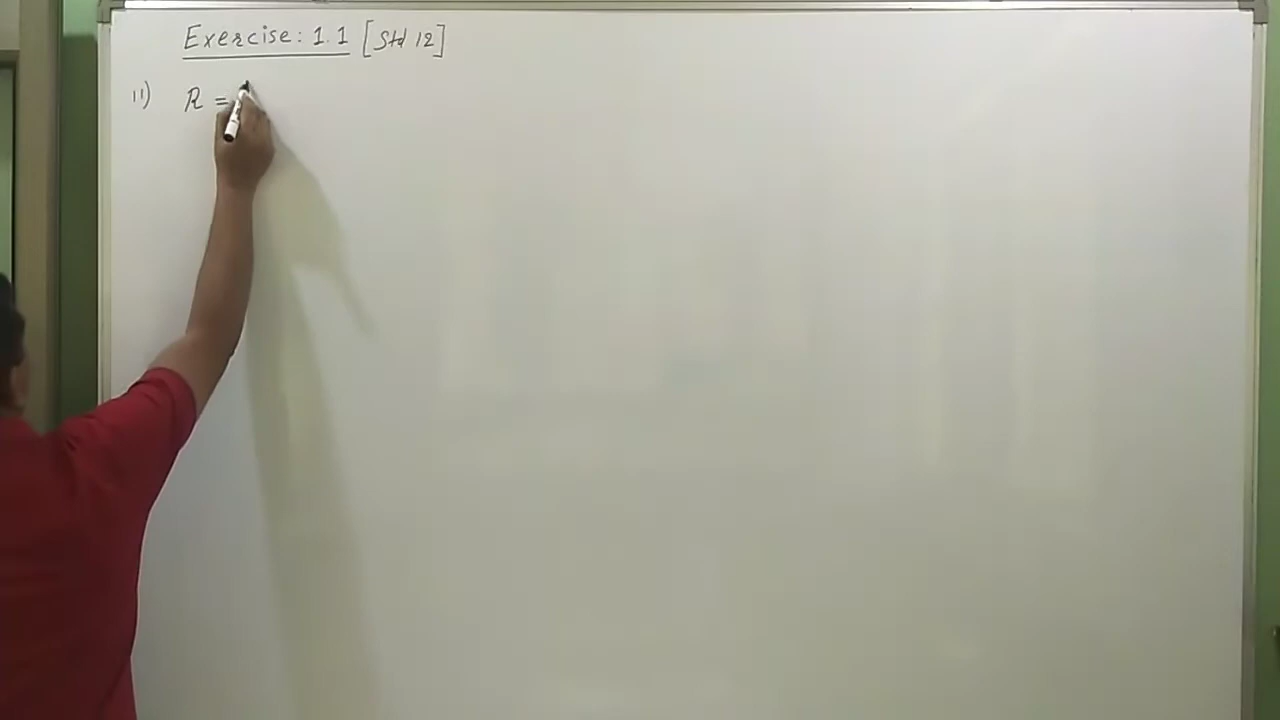 Exercise: 1.1 [Std 12]
11) R =